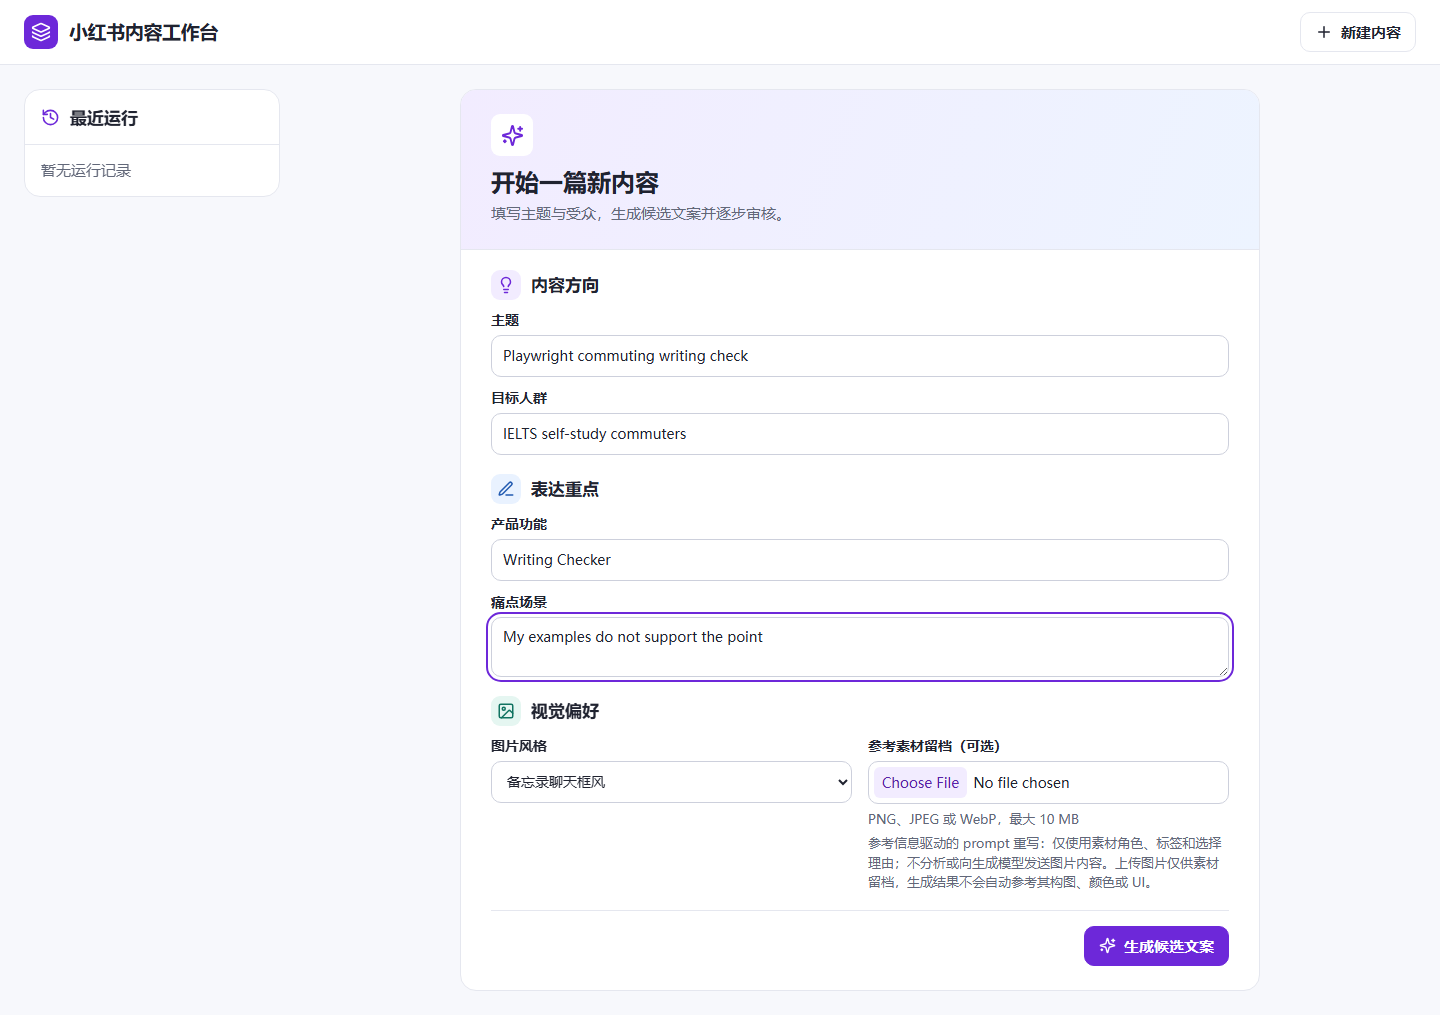 小红书内容工作台
新建内容
最近运行
暂无运行记录
开始一篇新内容
填写主题与受众，生成候选文案并逐步审核。
内容方向
主题
Playwright commuting writing check
目标人群
IELTS self-study commuters
表达重点
产品功能
Writing Checker
痛点场景
My examples do not support the point
视觉偏好
图片风格
备忘录聊天框风
参考素材留档（可选）
Choose File No file chosen
PNG、JPEG 或 WebP，最大 10 MB
参考信息驱动的 prompt 重写：仅使用素材角色、标签和选择
理由；不分析或向生成模型发送图片内容。上传图片仅供素材
留档，生成结果不会自动参考其构图、颜色或 UI。
生成候选文案